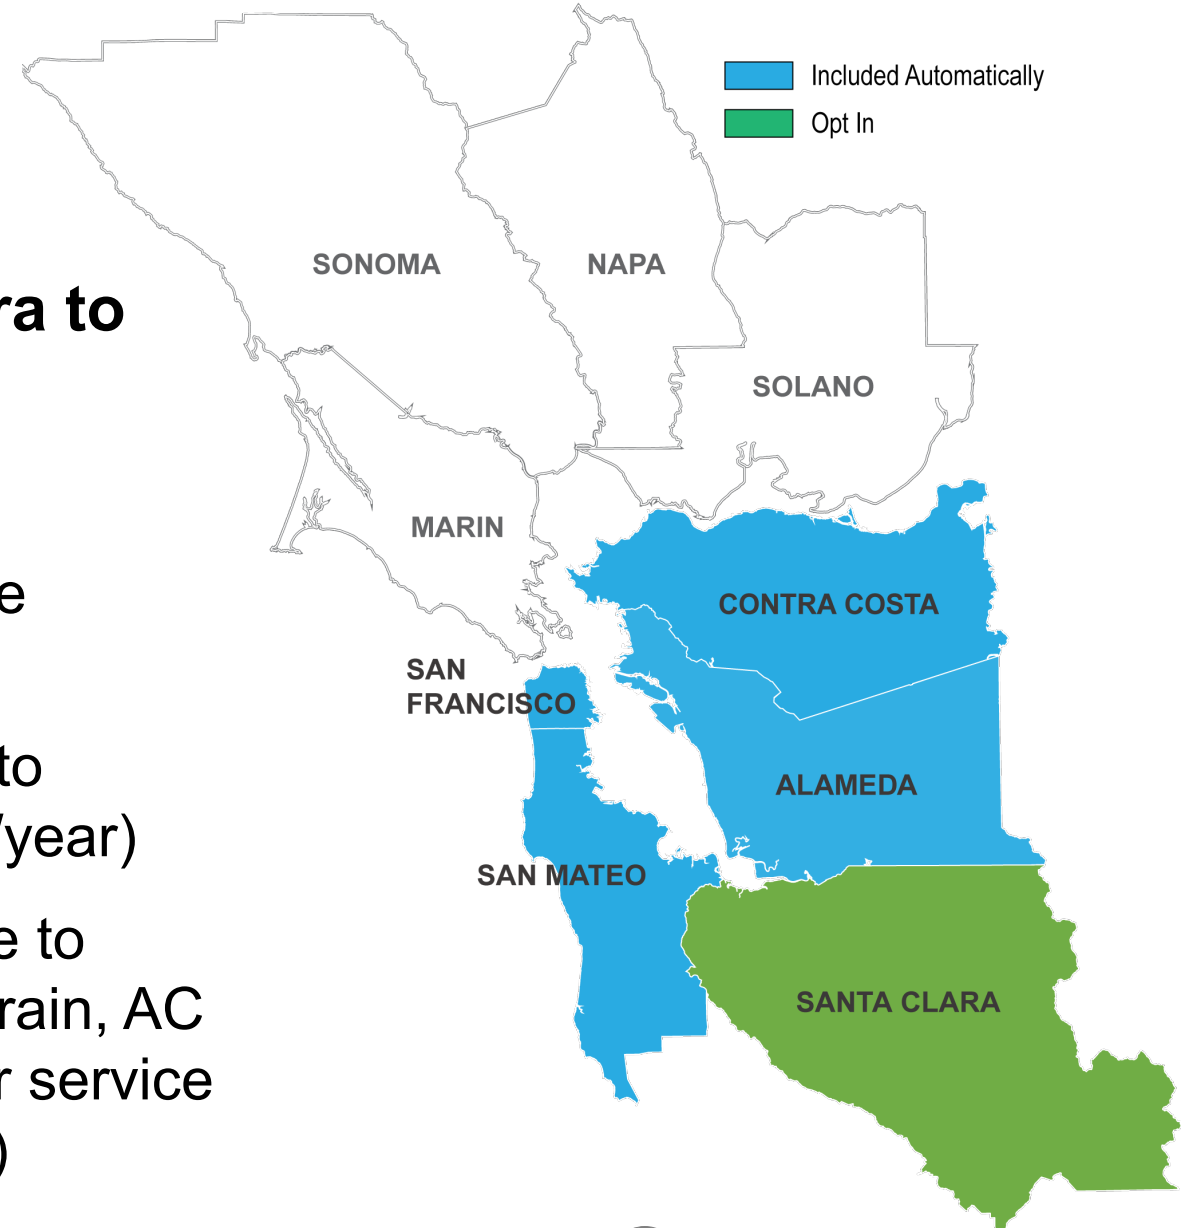 Included Automatically
Opt In
SONOMA
NAPA
ra to
SOLANO
MARIN
e
CONTRA COSTA
SAN
FRANCISCO
to
ALAMEDA
/year)
SAN MATEO
e to
rain, AC
SANTA CLARA
r service
)